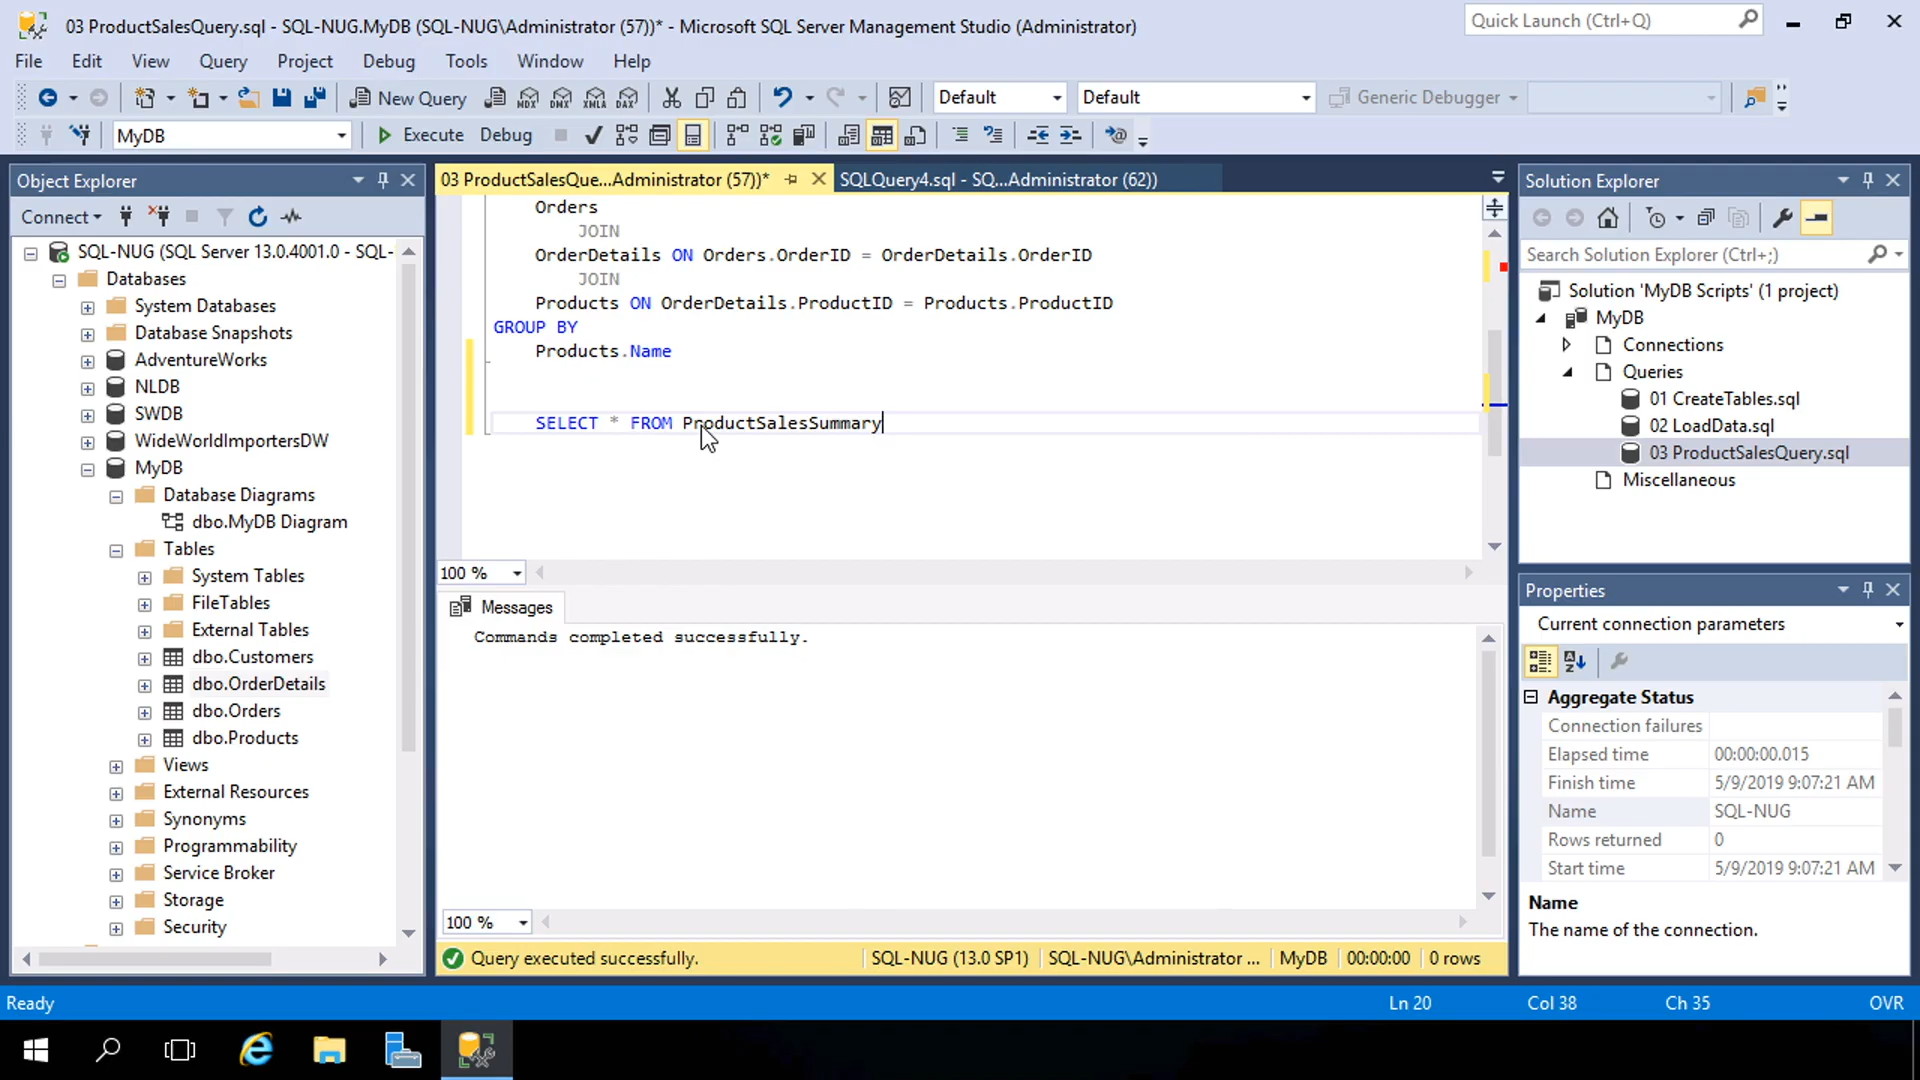 03 ProductSalesQuery.sql - SQL-NUG.MyDB (SQL-NUG\Administrator (57))* - Microsoft SQL Server Management Studio (Administrator)
Quick Launch (Ctrl+Q)
File Edit View Query Project Debug Tools Window Help
New Query MDX DMX XMLA DAX Default Default Generic Debugger
MyDB Execute Debug
Object Explorer
Connect
SQL-NUG (SQL Server 13.0.4001.0 - SQL-
Databases
System Databases
Database Snapshots
AdventureWorks
NLDB
SWDB
WideWorldImportersDW
MyDB
Database Diagrams
dbo.MyDB Diagram
Tables
System Tables
FileTables
External Tables
dbo.Customers
dbo.OrderDetails
dbo.Orders
dbo.Products
Views
External Resources
Synonyms
Programmability
Service Broker
Storage
Security
03 ProductSalesQue...Administrator (57))* SQLQuery4.sql - SQ...Administrator (62))
Orders
JOIN
OrderDetails ON Orders.OrderID = OrderDetails.OrderID
JOIN
Products ON OrderDetails.ProductID = Products.ProductID
GROUP BY
Products.Name
SELECT * FROM ProductSalesSummary
100 %
Messages
Commands completed successfully.
100 %
Query executed successfully. SQL-NUG (13.0 SP1) SQL-NUG\Administrator ... MyDB 00:00:00 0 rows
Solution Explorer
Search Solution Explorer (Ctrl+;)
Solution 'MyDB Scripts' (1 project)
MyDB
Connections
Queries
01 CreateTables.sql
02 LoadData.sql
03 ProductSalesQuery.sql
Miscellaneous
Properties
Current connection parameters
Aggregate Status
Connection failures
Elapsed time 00:00:00.015
Finish time 5/9/2019 9:07:21 AM
Name SQL-NUG
Rows returned 0
Start time 5/9/2019 9:07:21 AM
Name
The name of the connection.
Ready Ln 20 Col 38 Ch 35 OVR